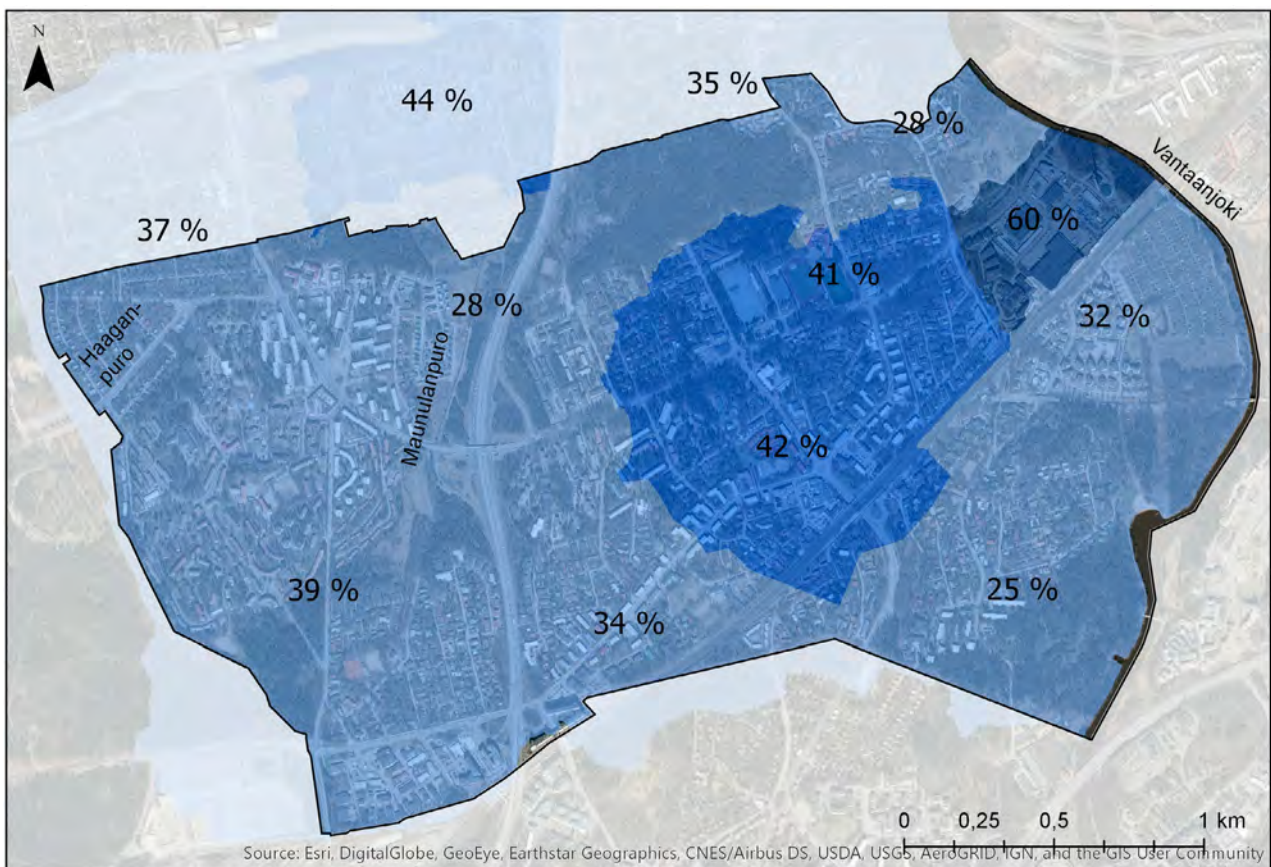 N
44 %
35 %
28 %
Vantaanjoki
37 %
60 %
41 %
28 %
32 %
Haagan-
puro
Maunulanpuro
42 %
39 %
34 %
25 %
0 0,25 0,5 1 km
Source: Esri, DigitalGlobe, GeoEye, Earthstar Geographics, CNES/Airbus DS, USDA, USGS, AeroGRID, IGN, and the GIS User Community